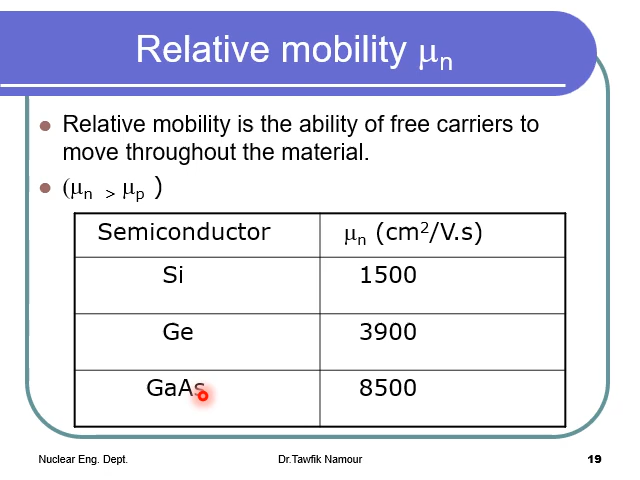 Relative mobility μn
Relative mobility is the ability of free carriers to
move throughout the material.
(μn > μp )
Semiconductor μn (cm²/V.s)
Si 1500
Ge 3900
GaAs 8500
Nuclear Eng. Dept. Dr.Tawfik Namour 19